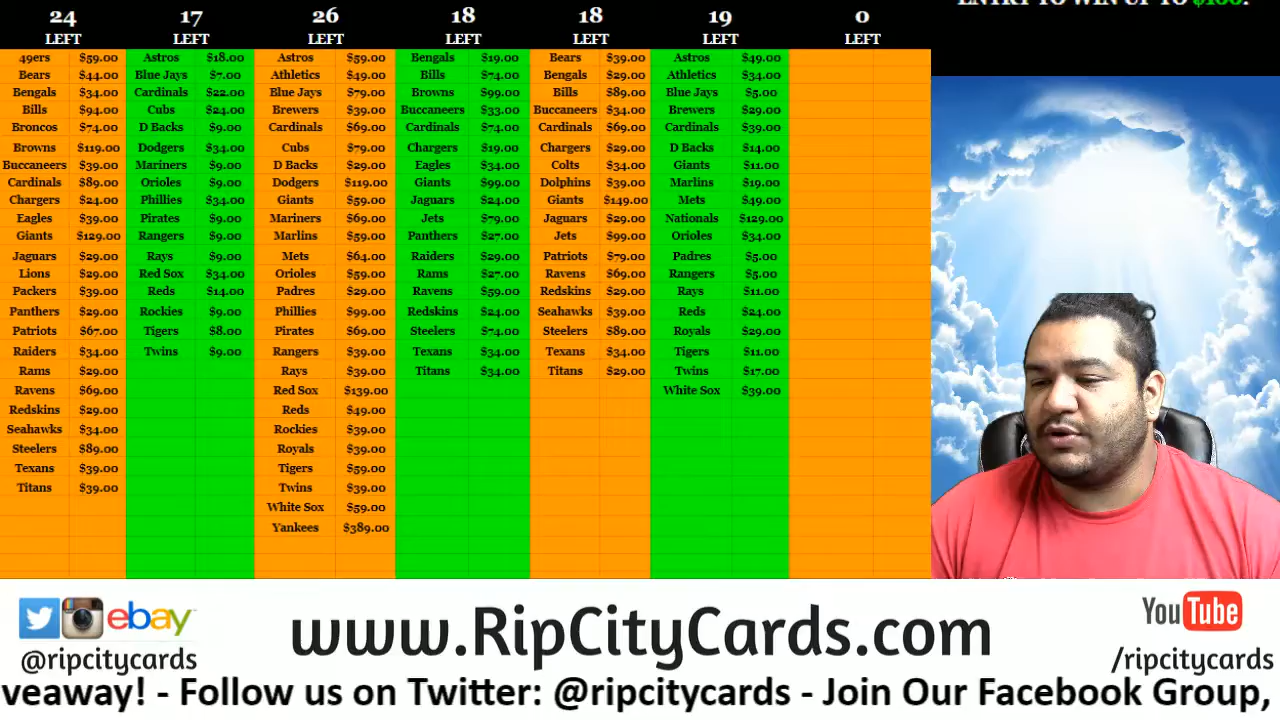 ENTRY TO WIN UP TO $100!
24 17 26 18 18 19 0
LEFT LEFT LEFT LEFT LEFT LEFT LEFT
49ers $59.00 Astros $18.00 Astros $59.00 Bengals $19.00 Bears $39.00 Astros $49.00
Bears $44.00 Blue Jays $7.00 Athletics $49.00 Bills $74.00 Bengals $29.00 Athletics $34.00
Bengals $34.00 Cardinals $22.00 Blue Jays $79.00 Browns $99.00 Bills $89.00 Blue Jays $5.00
Bills $94.00 Cubs $24.00 Brewers $39.00 Buccaneers $33.00 Buccaneers $34.00 Brewers $29.00
Broncos $74.00 D Backs $9.00 Cardinals $69.00 Cardinals $74.00 Cardinals $69.00 Cardinals $39.00
Browns $119.00 Dodgers $34.00 Cubs $79.00 Chargers $19.00 Chargers $29.00 D Backs $14.00
Buccaneers $39.00 Mariners $9.00 D Backs $29.00 Eagles $34.00 Colts $34.00 Giants $11.00
Cardinals $89.00 Orioles $9.00 Dodgers $119.00 Giants $99.00 Dolphins $39.00 Marlins $19.00
Chargers $24.00 Phillies $34.00 Giants $59.00 Jaguars $24.00 Giants $149.00 Mets $49.00
Eagles $39.00 Pirates $9.00 Mariners $69.00 Jets $79.00 Jaguars $29.00 Nationals $129.00
Giants $129.00 Rangers $9.00 Marlins $59.00 Panthers $27.00 Jets $99.00 Orioles $34.00
Jaguars $29.00 Rays $9.00 Mets $64.00 Raiders $29.00 Patriots $79.00 Padres $5.00
Lions $29.00 Red Sox $34.00 Orioles $59.00 Rams $27.00 Ravens $69.00 Rangers $5.00
Packers $39.00 Reds $14.00 Padres $29.00 Ravens $59.00 Redskins $29.00 Rays $11.00
Panthers $29.00 Rockies $9.00 Phillies $99.00 Redskins $24.00 Seahawks $39.00 Reds $24.00
Patriots $67.00 Tigers $8.00 Pirates $69.00 Steelers $74.00 Steelers $89.00 Royals $29.00
Raiders $34.00 Twins $9.00 Rangers $39.00 Texans $34.00 Texans $34.00 Tigers $11.00
Rams $29.00 Rays $39.00 Titans $34.00 Titans $29.00 Twins $17.00
Ravens $69.00 Red Sox $139.00 White Sox $39.00
Redskins $29.00 Reds $49.00
Seahawks $34.00 Rockies $39.00
Steelers $89.00 Royals $39.00
Texans $39.00 Tigers $59.00
Titans $39.00 Twins $39.00
White Sox $59.00
Yankees $389.00
ebay
@ripcitycards
www.RipCityCards.com
YouTube
/ripcitycards
veaway! - Follow us on Twitter: @ripcitycards - Join Our Facebook Group,